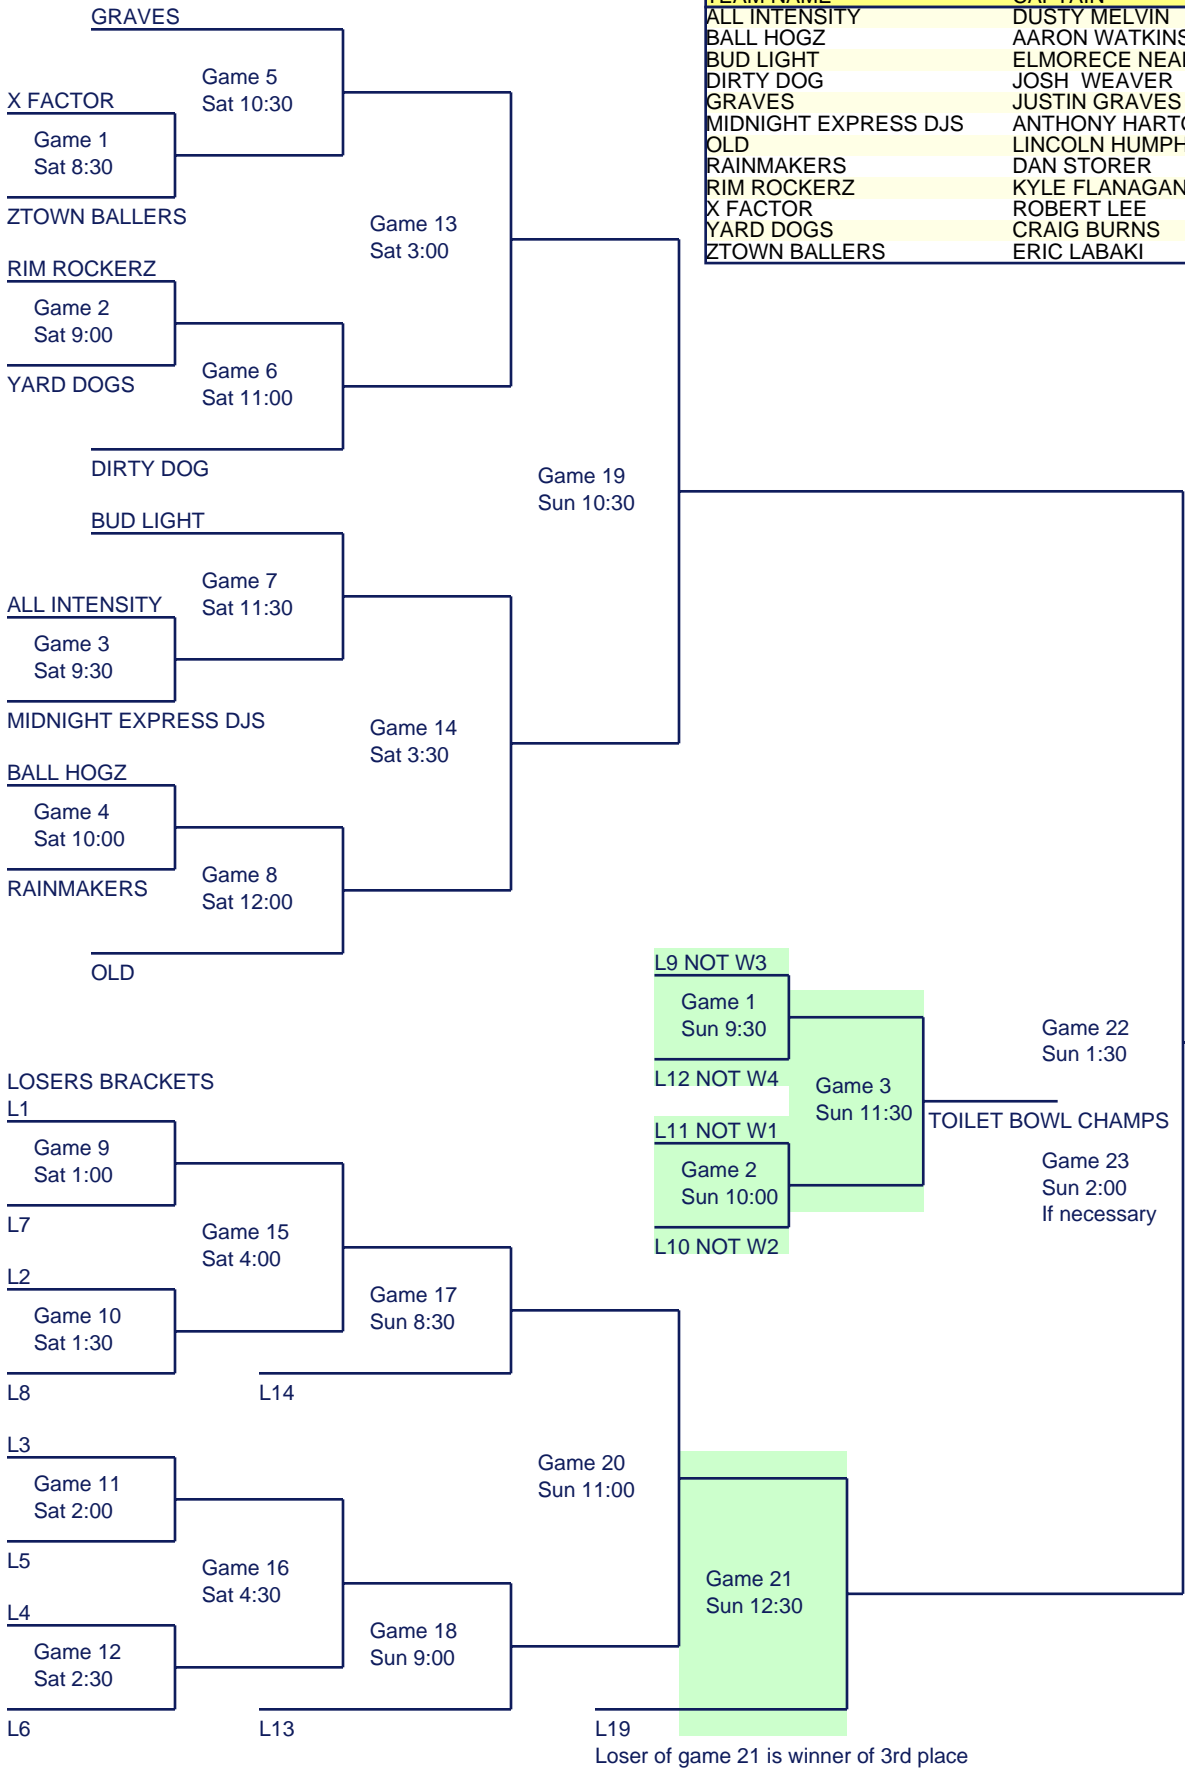 GRAVES
Game 5
Sat 10:30
X FACTOR
Game 1
Sat 8:30
ZTOWN BALLERS
Game 13
Sat 3:00
RIM ROCKERZ
Game 2
Sat 9:00
YARD DOGS
Game 6
Sat 11:00
DIRTY DOG
Game 19
Sun 10:30
BUD LIGHT
Game 7
Sat 11:30
ALL INTENSITY
Game 3
Sat 9:30
MIDNIGHT EXPRESS DJS
Game 14
Sat 3:30
BALL HOGZ
Game 4
Sat 10:00
RAINMAKERS
Game 8
Sat 12:00
OLD
TEAM NAME CAPTAIN
ALL INTENSITY DUSTY MELVIN
BALL HOGZ AARON WATKINS
BUD LIGHT ELMORECE
DIRTY DOG JOSH  WEAVER
GRAVES JUSTIN GRAVES
MIDNIGHT EXPRESS DJS ANTHONY
OLD LINCOLN
RAINMAKERS DAN STORER
RIM ROCKERZ KYLE FLANAGAN
X FACTOR ROBERT LEE
YARD DOGS CRAIG BURNS
ZTOWN BALLERS ERIC LABAKI
L9 NOT W3
Game 1
Sun 9:30
L12 NOT W4
Game 3
Sun 11:30
L11 NOT W1
Game 2
Sun 10:00
L10 NOT W2
TOILET BOWL CHAMPS
Game 22
Sun 1:30
Game 23
Sun 2:00
If necessary
LOSERS BRACKETS
L1
Game 9
Sat 1:00
L7
Game 15
Sat 4:00
L2
Game 10
Sat 1:30
L8
Game 17
Sun 8:30
L14
L3
Game 11
Sat 2:00
L5
Game 16
Sat 4:30
L4
Game 12
Sat 2:30
L6
Game 18
Sun 9:00
L13
Game 20
Sun 11:00
Game 21
Sun 12:30
L19
Loser of game 21 is winner of 3rd place